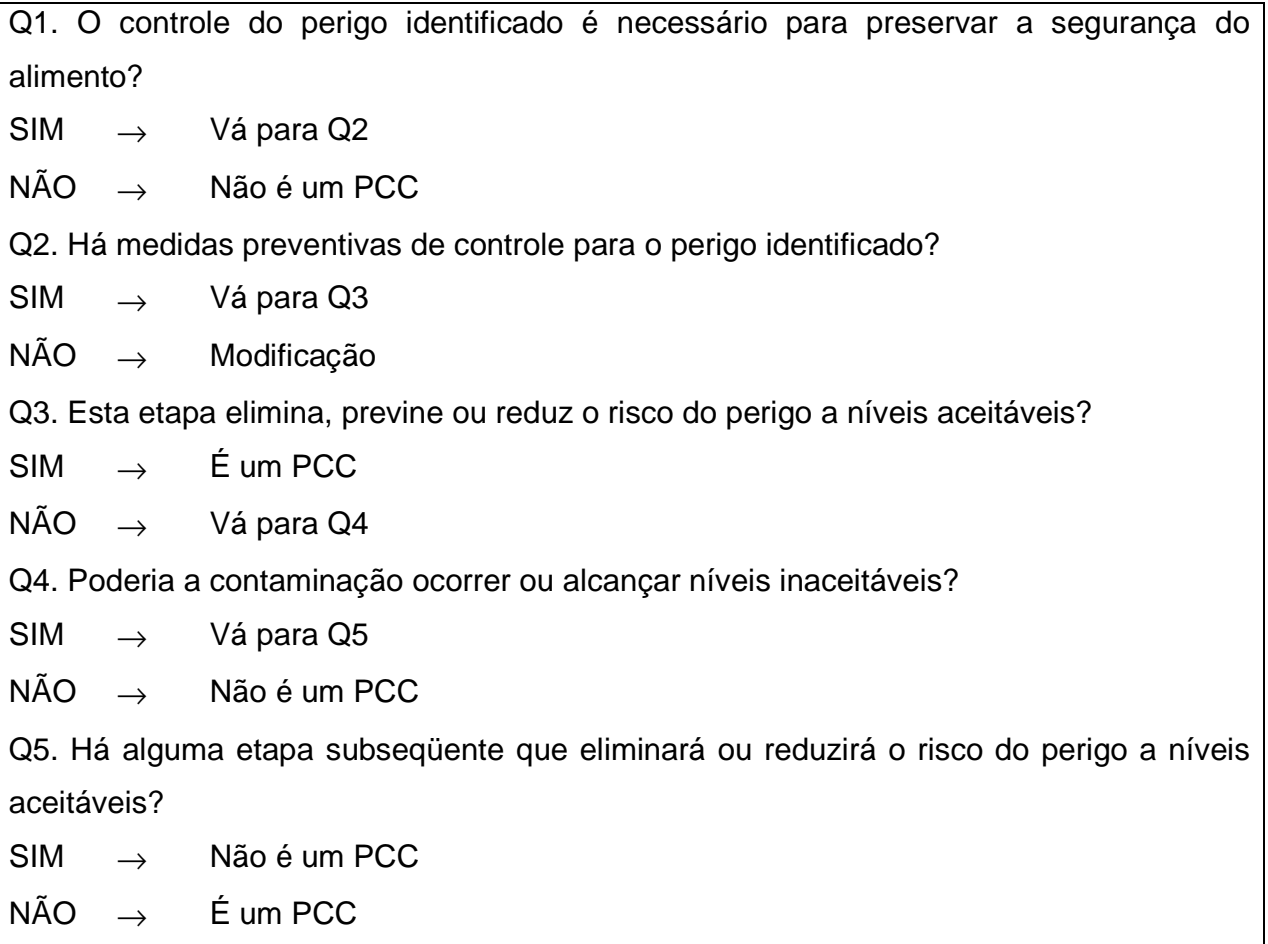 Q1. O controle do perigo identificado é necessário para preservar a segurança do
alimento?
SIM → Vá para Q2
NÃO → Não é um PCC
Q2. Há medidas preventivas de controle para o perigo identificado?
SIM → Vá para Q3
NÃO → Modificação
Q3. Esta etapa elimina, previne ou reduz o risco do perigo a níveis aceitáveis?
SIM → É um PCC
NÃO → Vá para Q4
Q4. Poderia a contaminação ocorrer ou alcançar níveis inaceitáveis?
SIM → Vá para Q5
NÃO → Não é um PCC
Q5. Há alguma etapa subseqüente que eliminará ou reduzirá o risco do perigo a níveis
aceitáveis?
SIM → Não é um PCC
NÃO → É um PCC